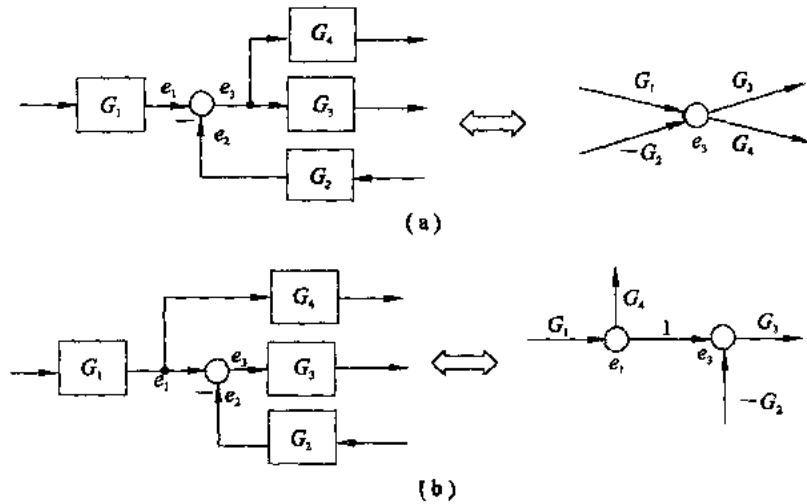 G₄
G₁ e₁ e₃ G₃ G₁ G₃
− e₂ −G₂ e₃ G₄
G₂
(a)
G₄ G₄
G₁ e₁ e₃ G₃ G₁ 1 G₃
− e₂ e₁ e₃
G₂ −G₂
(b)